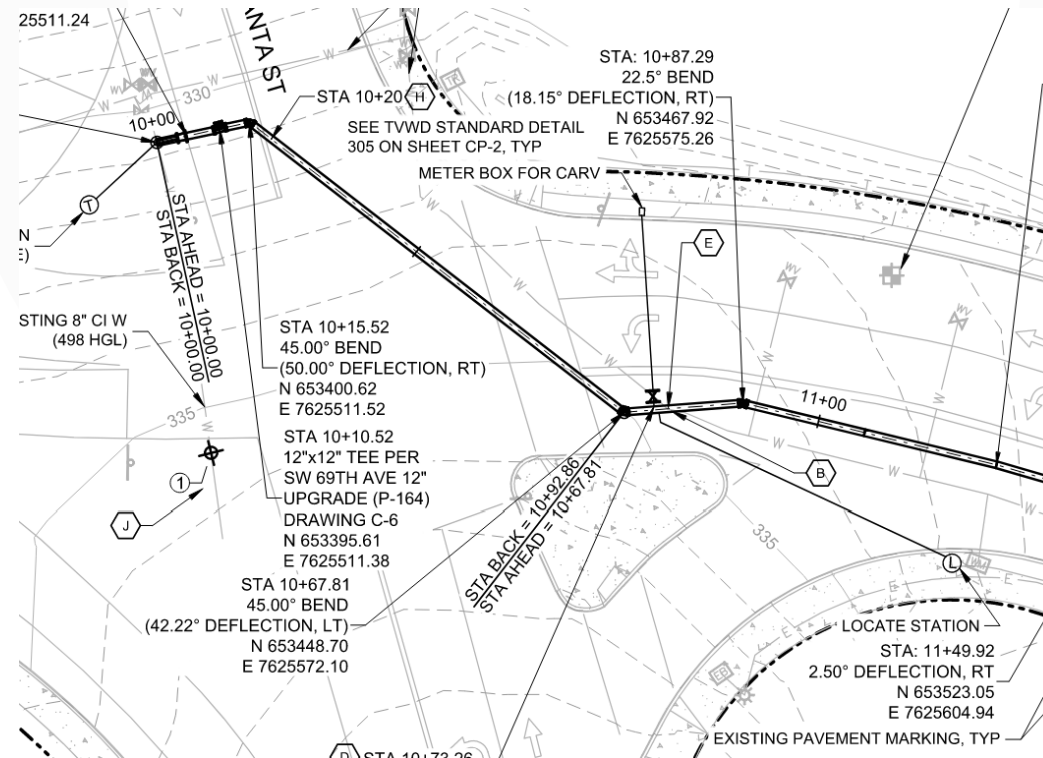 25511.24
ANTA ST
10+00
330
W
W
W
W
WV
TR
STA 10+20
H
SEE TVWD STANDARD DETAIL
305 ON SHEET CP-2, TYP
METER BOX FOR CARV
STA: 10+87.29
22.5° BEND
(18.15° DEFLECTION, RT)
N 653467.92
E 7625575.26
T
N
E)
STA AHEAD = 10+00.00
STA BACK = 10+00.00
E
WV
WV
STING 8" CI W
(498 HGL)
335
W
1
J
STA 10+15.52
45.00° BEND
(50.00° DEFLECTION, RT)
N 653400.62
E 7625511.52
STA 10+10.52
12"x12" TEE PER
SW 69TH AVE 12"
UPGRADE (P-164)
DRAWING C-6
N 653395.61
E 7625511.38
STA 10+67.81
45.00° BEND
(42.22° DEFLECTION, LT)
N 653448.70
E 7625572.10
W
W
11+00
W
W
W
W
B
STA BACK = 10+92.86
STA AHEAD = 10+67.81
335
L
WM
E
E
LOCATE STATION
STA: 11+49.92
2.50° DEFLECTION, RT
N 653523.05
E 7625604.94
EB
EXISTING PAVEMENT MARKING, TYP
STA 10+73.26